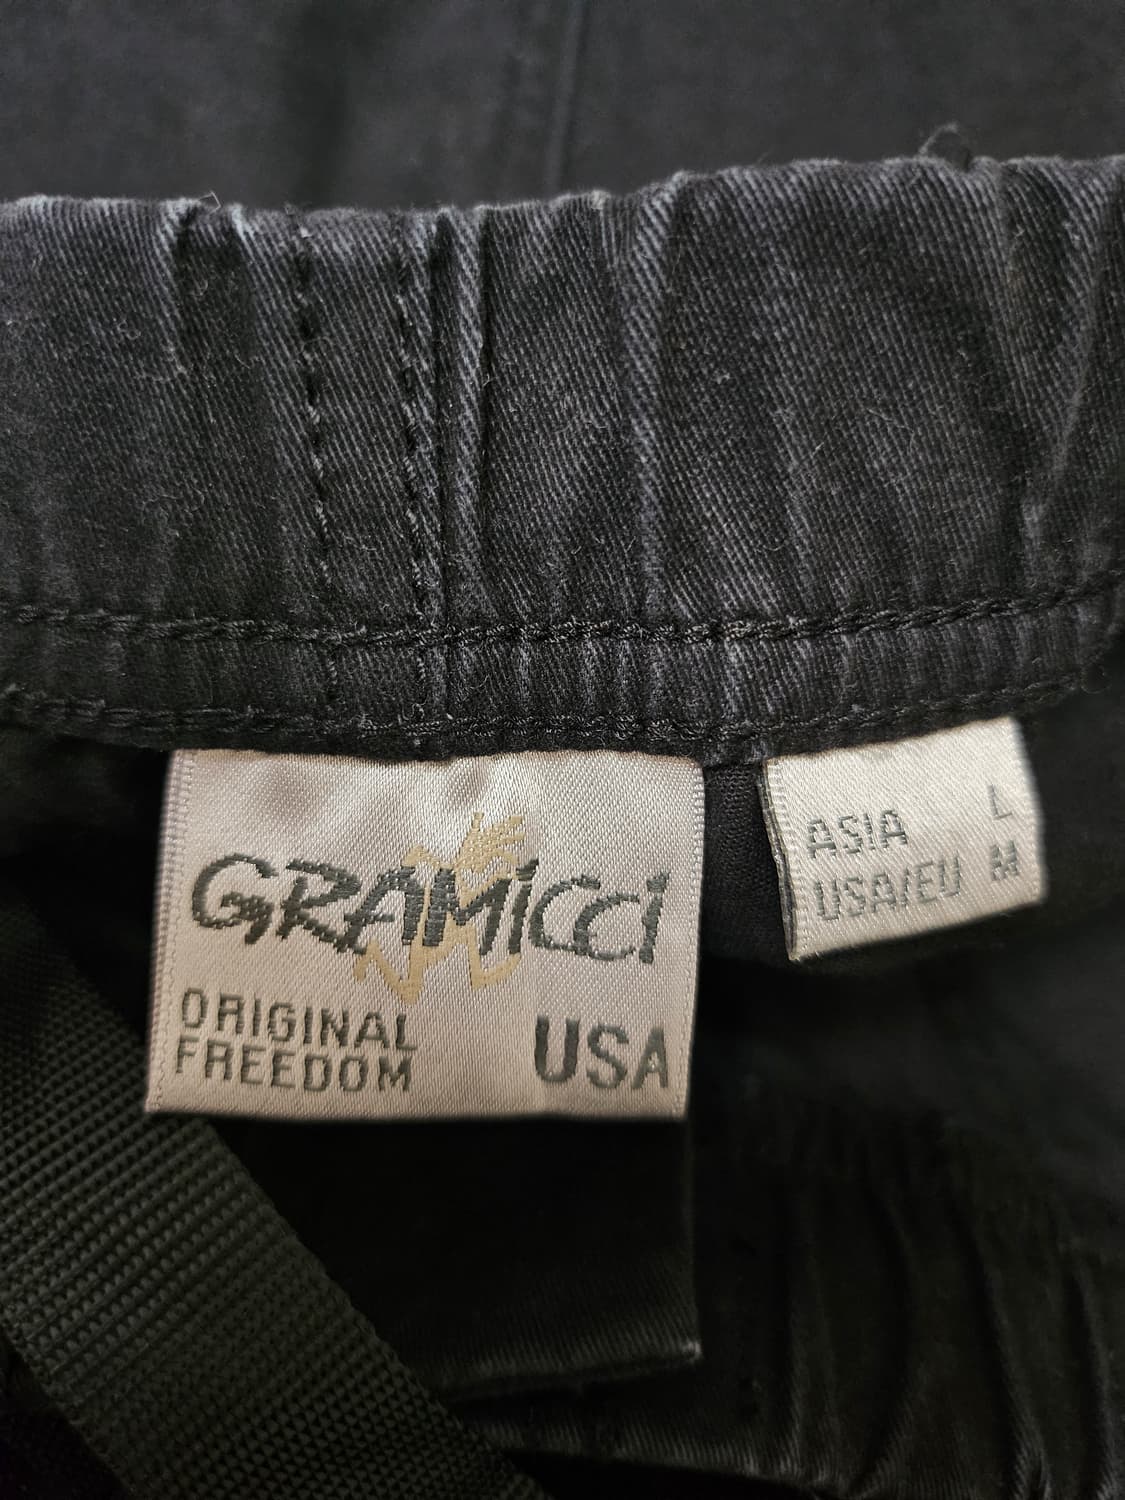 GRAMICCI
ORIGINAL
FREEDOM
USA
ASIA L
USA/EU M